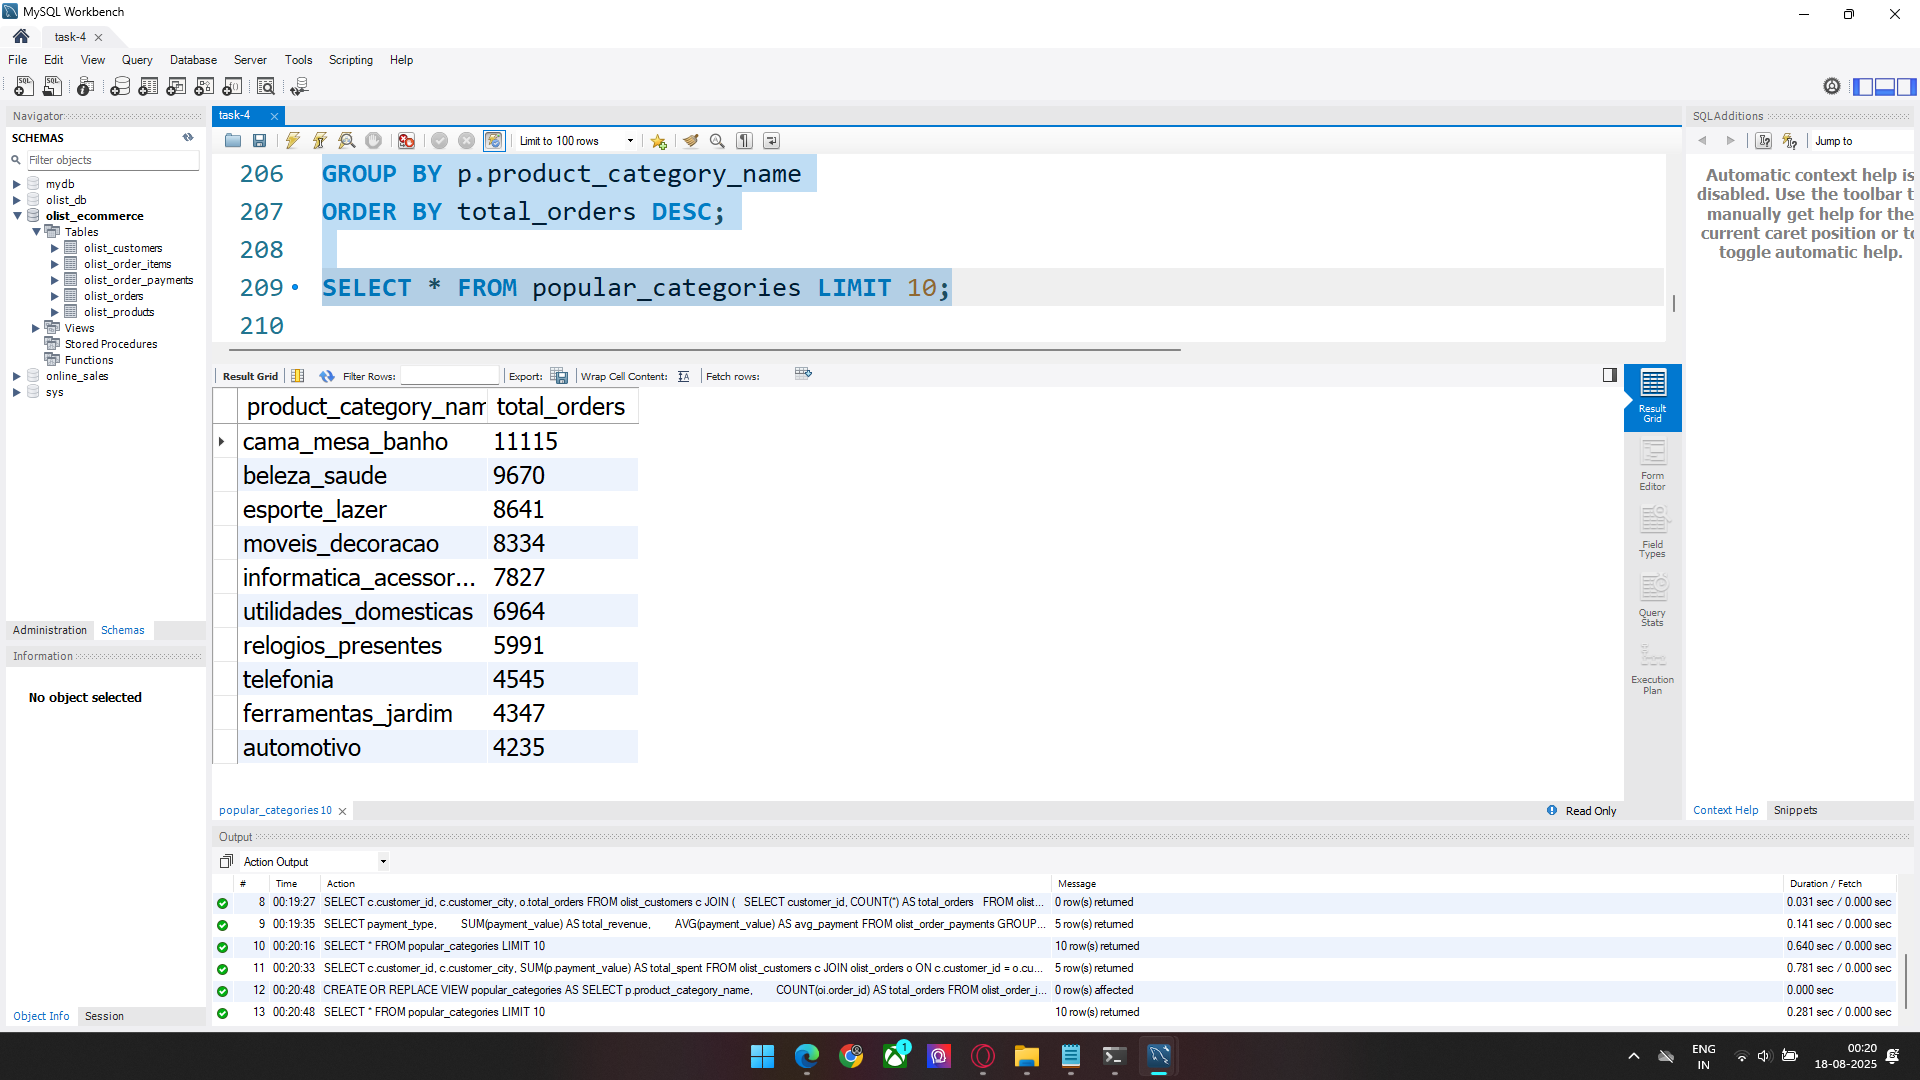 MySQL Workbench
task-4
File Edit View Query Database Server Tools Scripting Help
Navigator
SCHEMAS
Filter objects
mydb
olist_db
olist_ecommerce
Tables
olist_customers
olist_order_items
olist_order_payments
olist_orders
olist_products
Views
Stored Procedures
Functions
online_sales
sys
Administration Schemas
Information
No object selected
Object Info Session
task-4
Limit to 100 rows
206 GROUP BY p.product_category_name
207 ORDER BY total_orders DESC;
208
209 SELECT * FROM popular_categories LIMIT 10;
210
Result Grid Filter Rows: Export: Wrap Cell Content: Fetch rows:
product_category_nam total_orders
cama_mesa_banho 11115
beleza_saude 9670
esporte_lazer 8641
moveis_decoracao 8334
informatica_acessor... 7827
utilidades_domesticas 6964
relogios_presentes 5991
telefonia 4545
ferramentas_jardim 4347
automotivo 4235
Result
Grid
Form
Editor
Field
Types
Query
Stats
Execution
Plan
popular_categories 10
Read Only
SQLAdditions
Jump to
Automatic context help is
disabled. Use the toolbar t
manually get help for the
current caret position or to
toggle automatic help.
Context Help Snippets
Output
Action Output
# Time Action Message Duration / Fetch
8 00:19:27 SELECT c.customer_id, c.customer_city, o.total_orders FROM olist_customers c JOIN ( SELECT customer_id, COUNT(*) AS total_orders FROM olist... 0 row(s) returned 0.031 sec / 0.000 sec
9 00:19:35 SELECT payment_type, SUM(payment_value) AS total_revenue, AVG(payment_value) AS avg_payment FROM olist_order_payments GROUP... 5 row(s) returned 0.141 sec / 0.000 sec
10 00:20:16 SELECT * FROM popular_categories LIMIT 10 10 row(s) returned 0.640 sec / 0.000 sec
11 00:20:33 SELECT c.customer_id, c.customer_city, SUM(p.payment_value) AS total_spent FROM olist_customers c JOIN olist_orders o ON c.customer_id = o.cu... 5 row(s) returned 0.781 sec / 0.000 sec
12 00:20:48 CREATE OR REPLACE VIEW popular_categories AS SELECT p.product_category_name, COUNT(oi.order_id) AS total_orders FROM olist_order_i... 0 row(s) affected 0.000 sec
13 00:20:48 SELECT * FROM popular_categories LIMIT 10 10 row(s) returned 0.281 sec / 0.000 sec
1
ENG
IN
00:20
18-08-2025